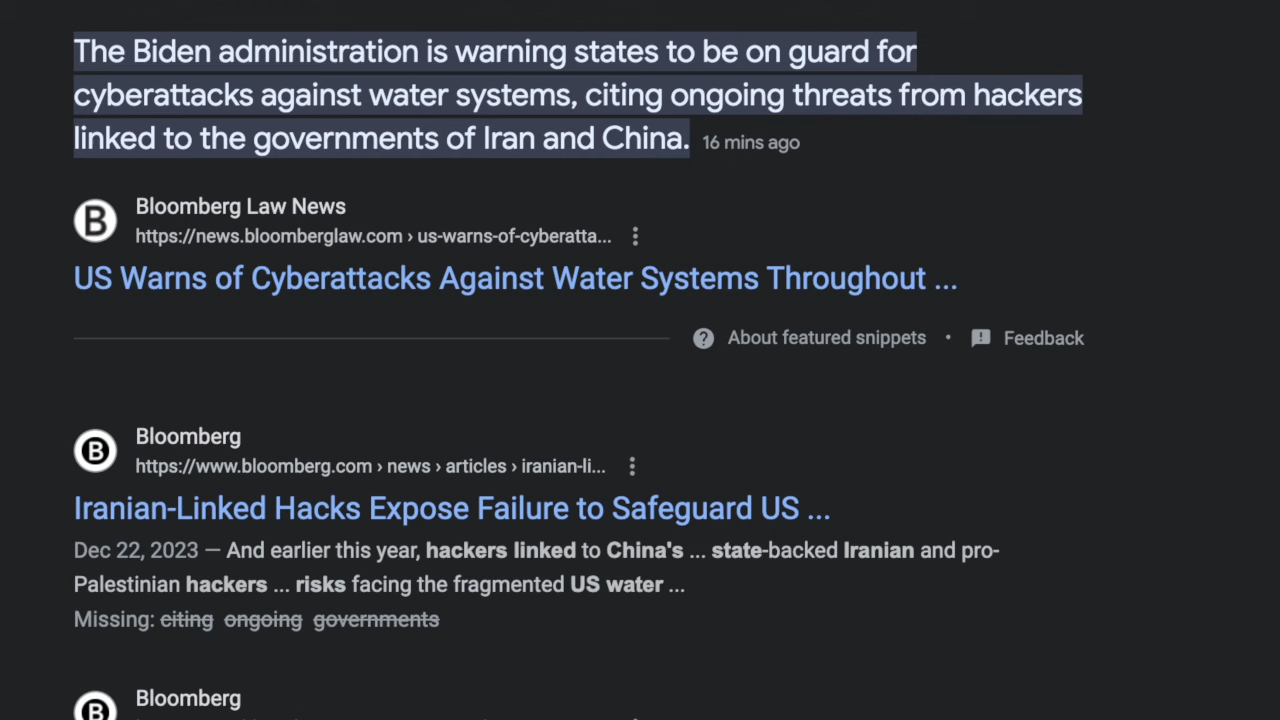 The Biden administration is warning states to be on guard for
cyberattacks against water systems, citing ongoing threats from hackers
linked to the governments of Iran and China. 16 mins ago
B Bloomberg Law News
https://news.bloomberglaw.com › us-warns-of-cyberatta...
US Warns of Cyberattacks Against Water Systems Throughout ...
About featured snippets • Feedback
B Bloomberg
https://www.bloomberg.com › news › articles › iranian-li...
Iranian-Linked Hacks Expose Failure to Safeguard US ...
Dec 22, 2023 — And earlier this year, hackers linked to China's ... state-backed Iranian and pro-
Palestinian hackers ... risks facing the fragmented US water ...
Missing: citing ongoing governments
B Bloomberg